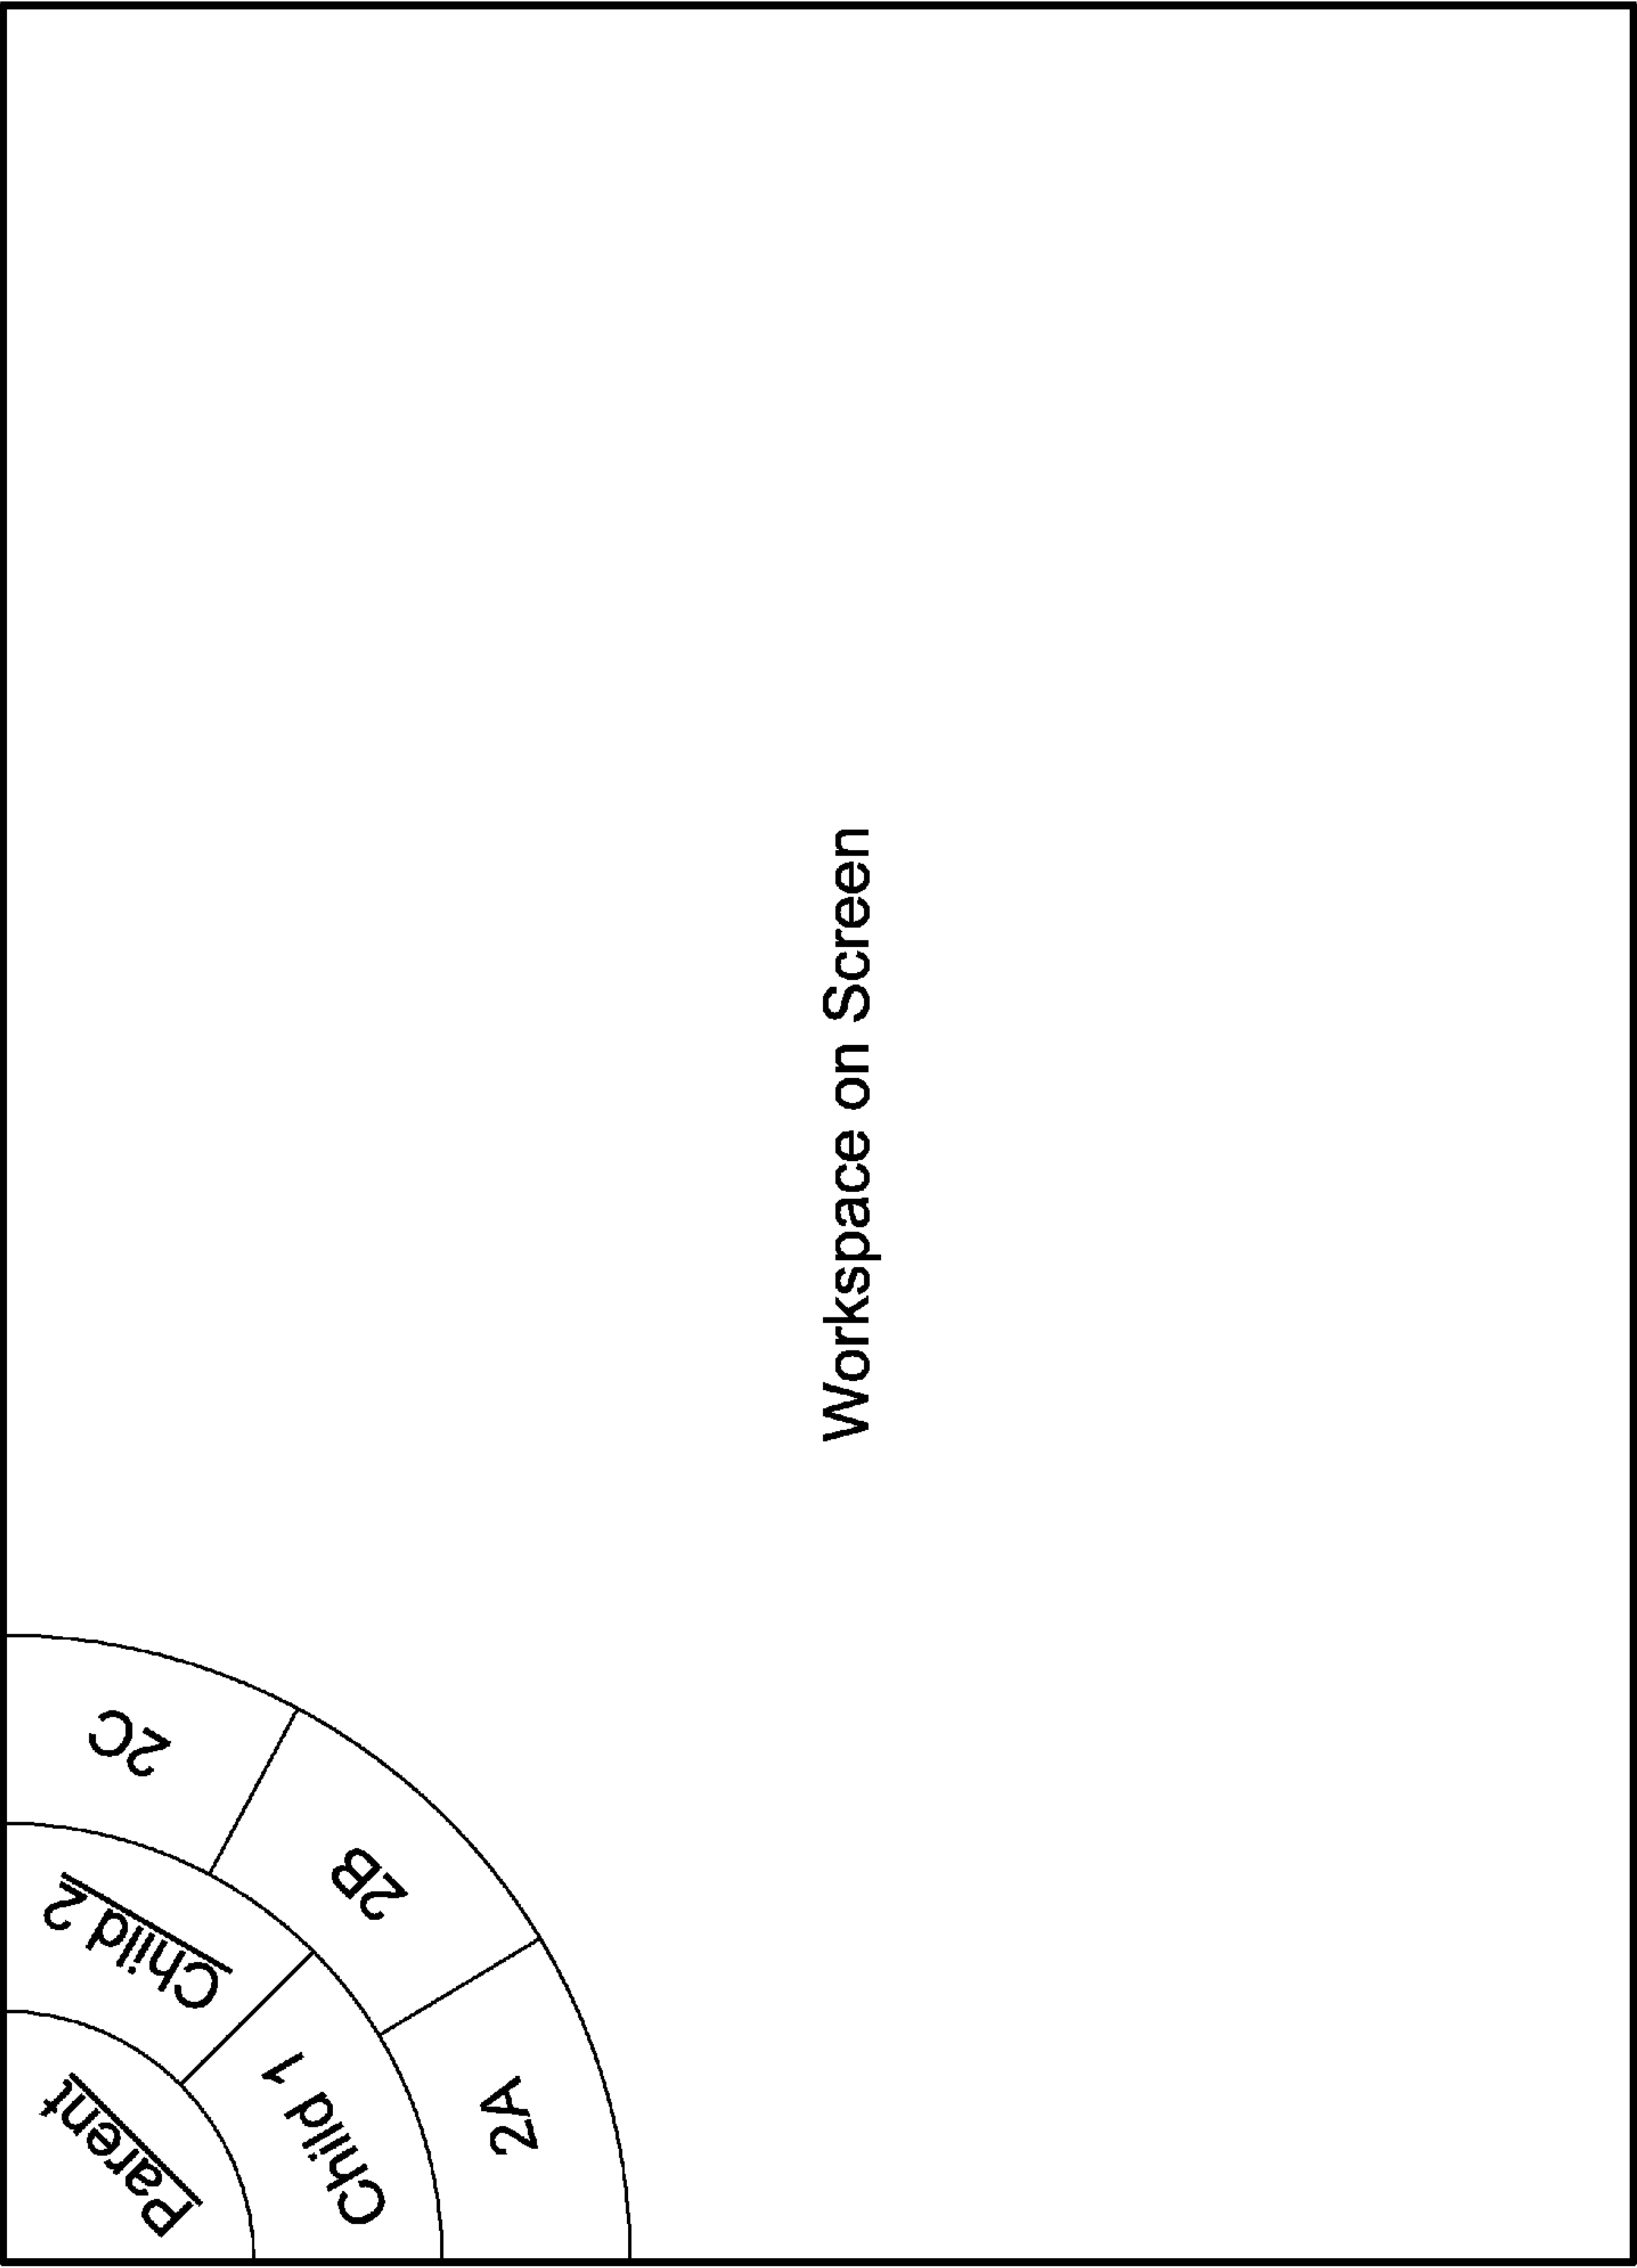 Workspace on Screen
Parent
Child 1
Child 2
2A
2B
2C